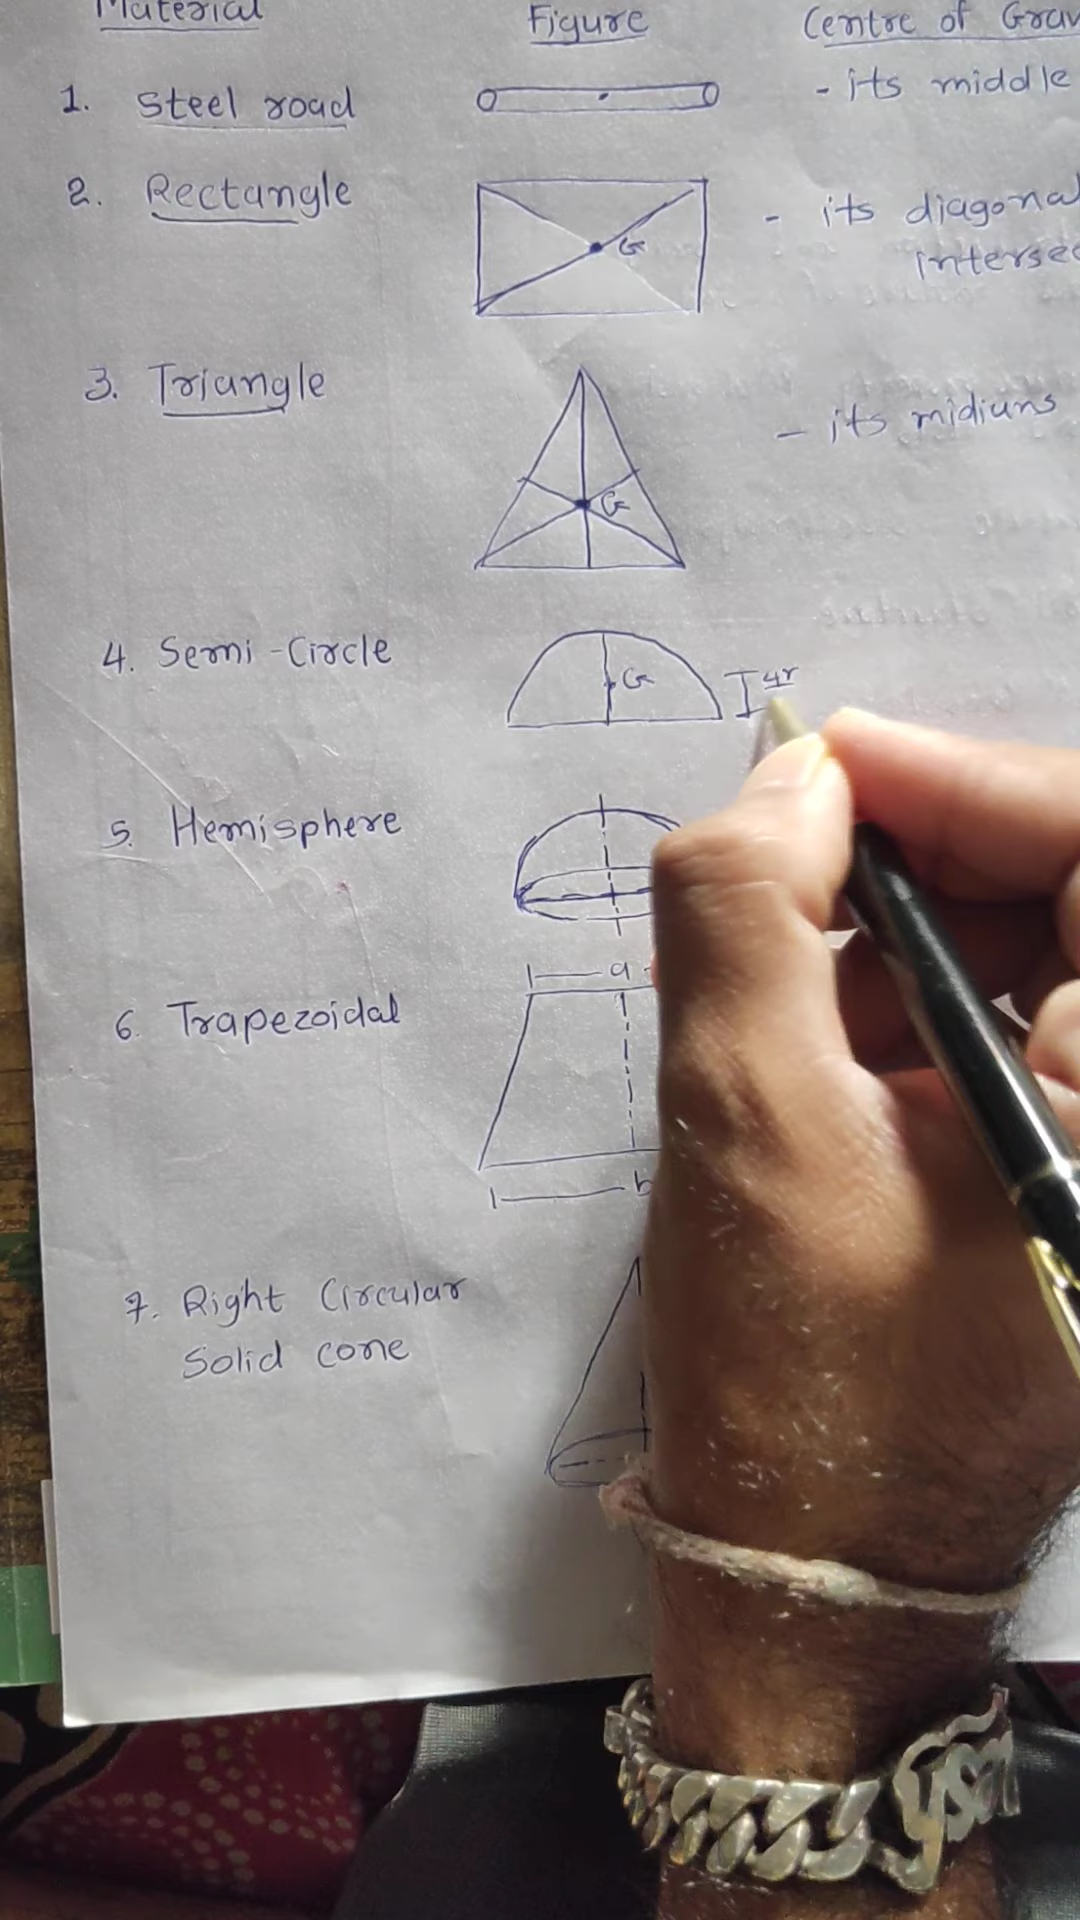 Material Figure Centre of Grav
1. Steel road - its middle
2. Rectangle G - its diagonal
intersec
3. Triangle G - its midiuns
4. Semi-Circle G 4r
5. Hemisphere
a
6. Trapezoidal
b
7. Right Circular
Solid cone